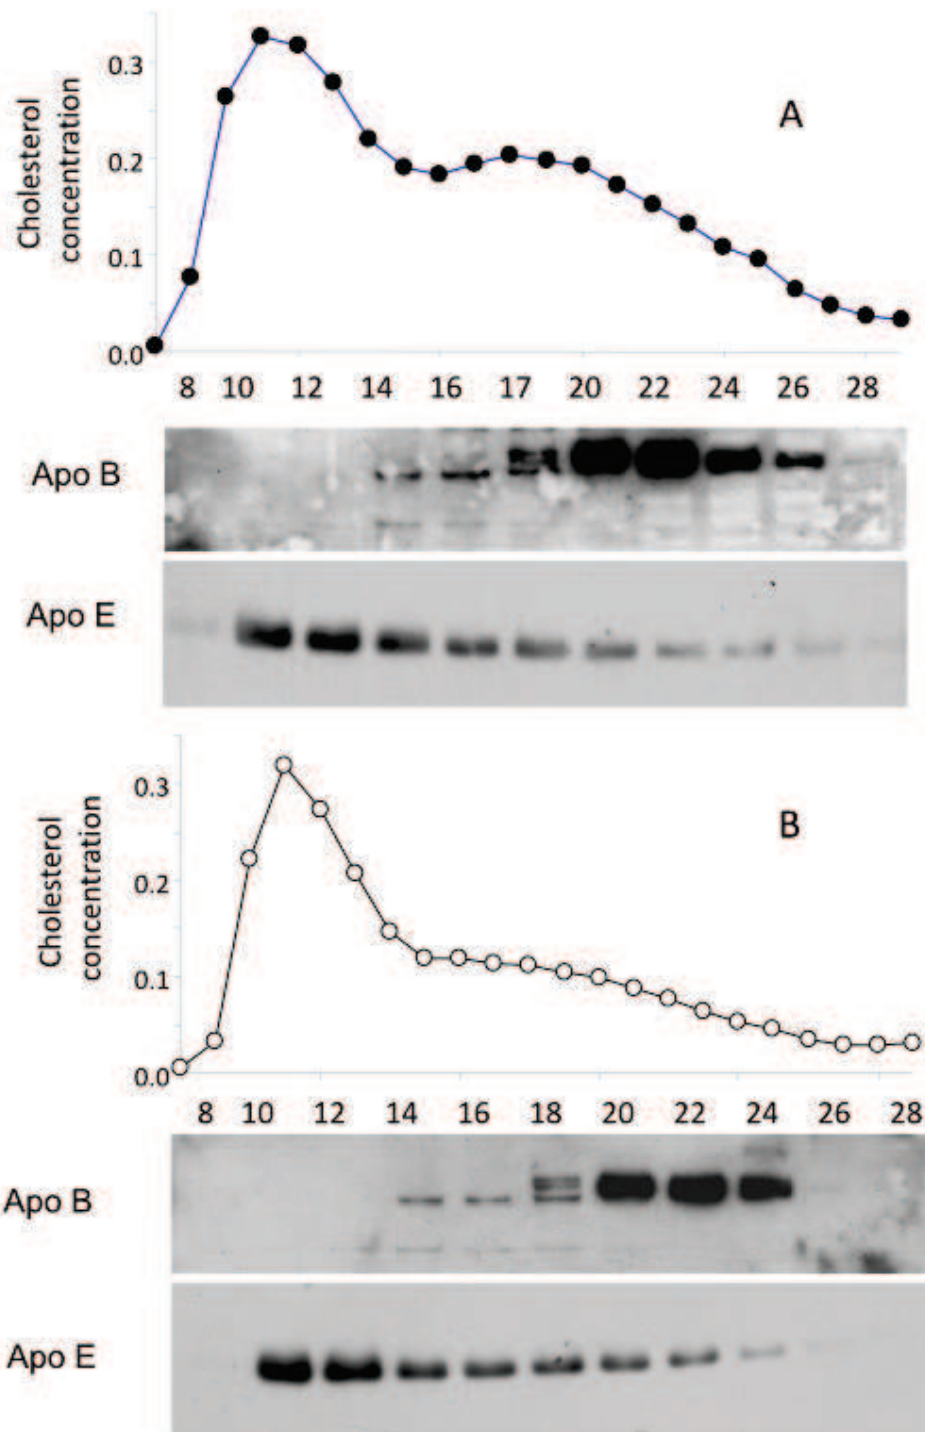 Cholesterol
concentration
0.3
0.2
0.1
0.0
A
8 10 12 14 16 17 20 22 24 26 28
Apo B
Apo E
Cholesterol
concentration
0.3
0.2
0.1
0.0
B
8 10 12 14 16 18 20 22 24 26 28
Apo B
Apo E